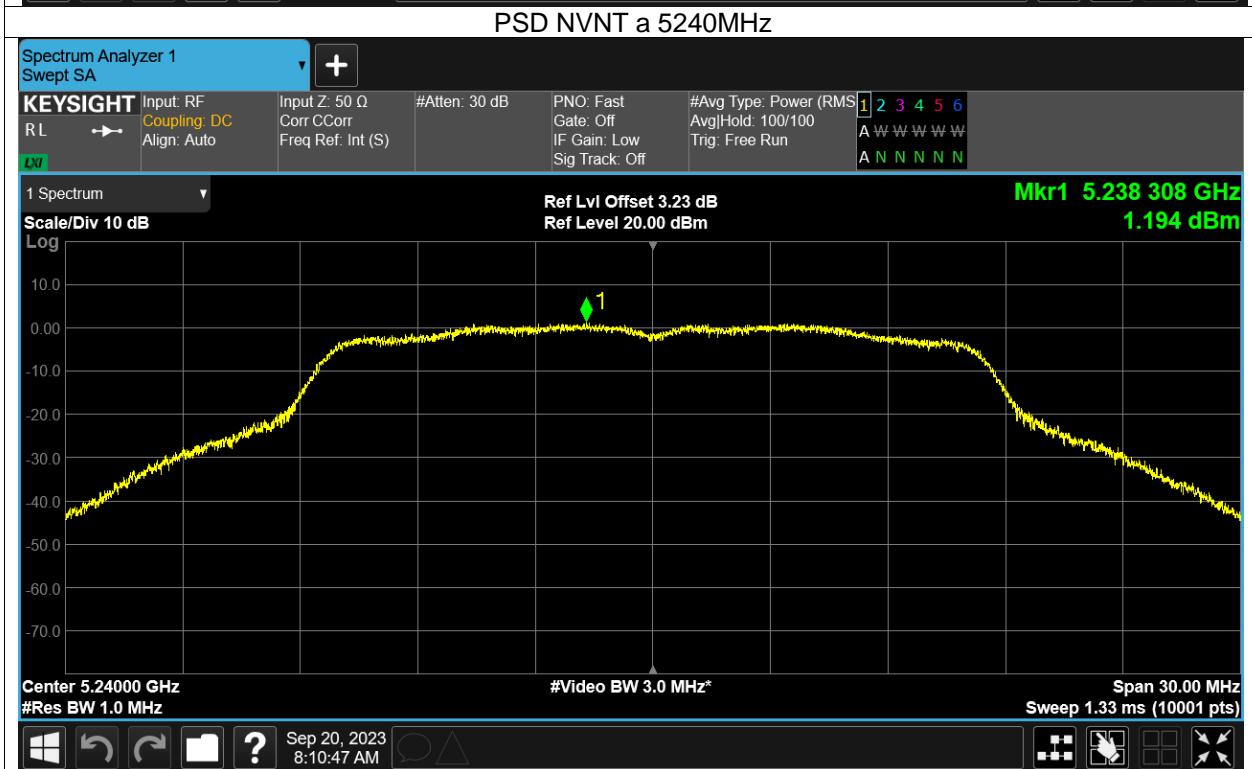 PSD NVNT a 5240MHz
Spectrum Analyzer 1
Swept SA
KEYSIGHT
RL
LXI
Input: RF
Coupling: DC
Align: Auto
Input Z: 50 Ω
Corr CCorr
Freq Ref: Int (S)
#Atten: 30 dB
PNO: Fast
Gate: Off
IF Gain: Low
Sig Track: Off
#Avg Type: Power (RMS
Avg|Hold: 100/100
Trig: Free Run
1 2 3 4 5 6
A W W W W W
A N N N N N
1 Spectrum
Scale/Div 10 dB
Log
Ref Lvl Offset 3.23 dB
Ref Level 20.00 dBm
Mkr1 5.238 308 GHz
1.194 dBm
10.0
0.00
-10.0
-20.0
-30.0
-40.0
-50.0
-60.0
-70.0
1
Center 5.24000 GHz
#Res BW 1.0 MHz
#Video BW 3.0 MHz*
Span 30.00 MHz
Sweep 1.33 ms (10001 pts)
?
Sep 20, 2023
8:10:47 AM